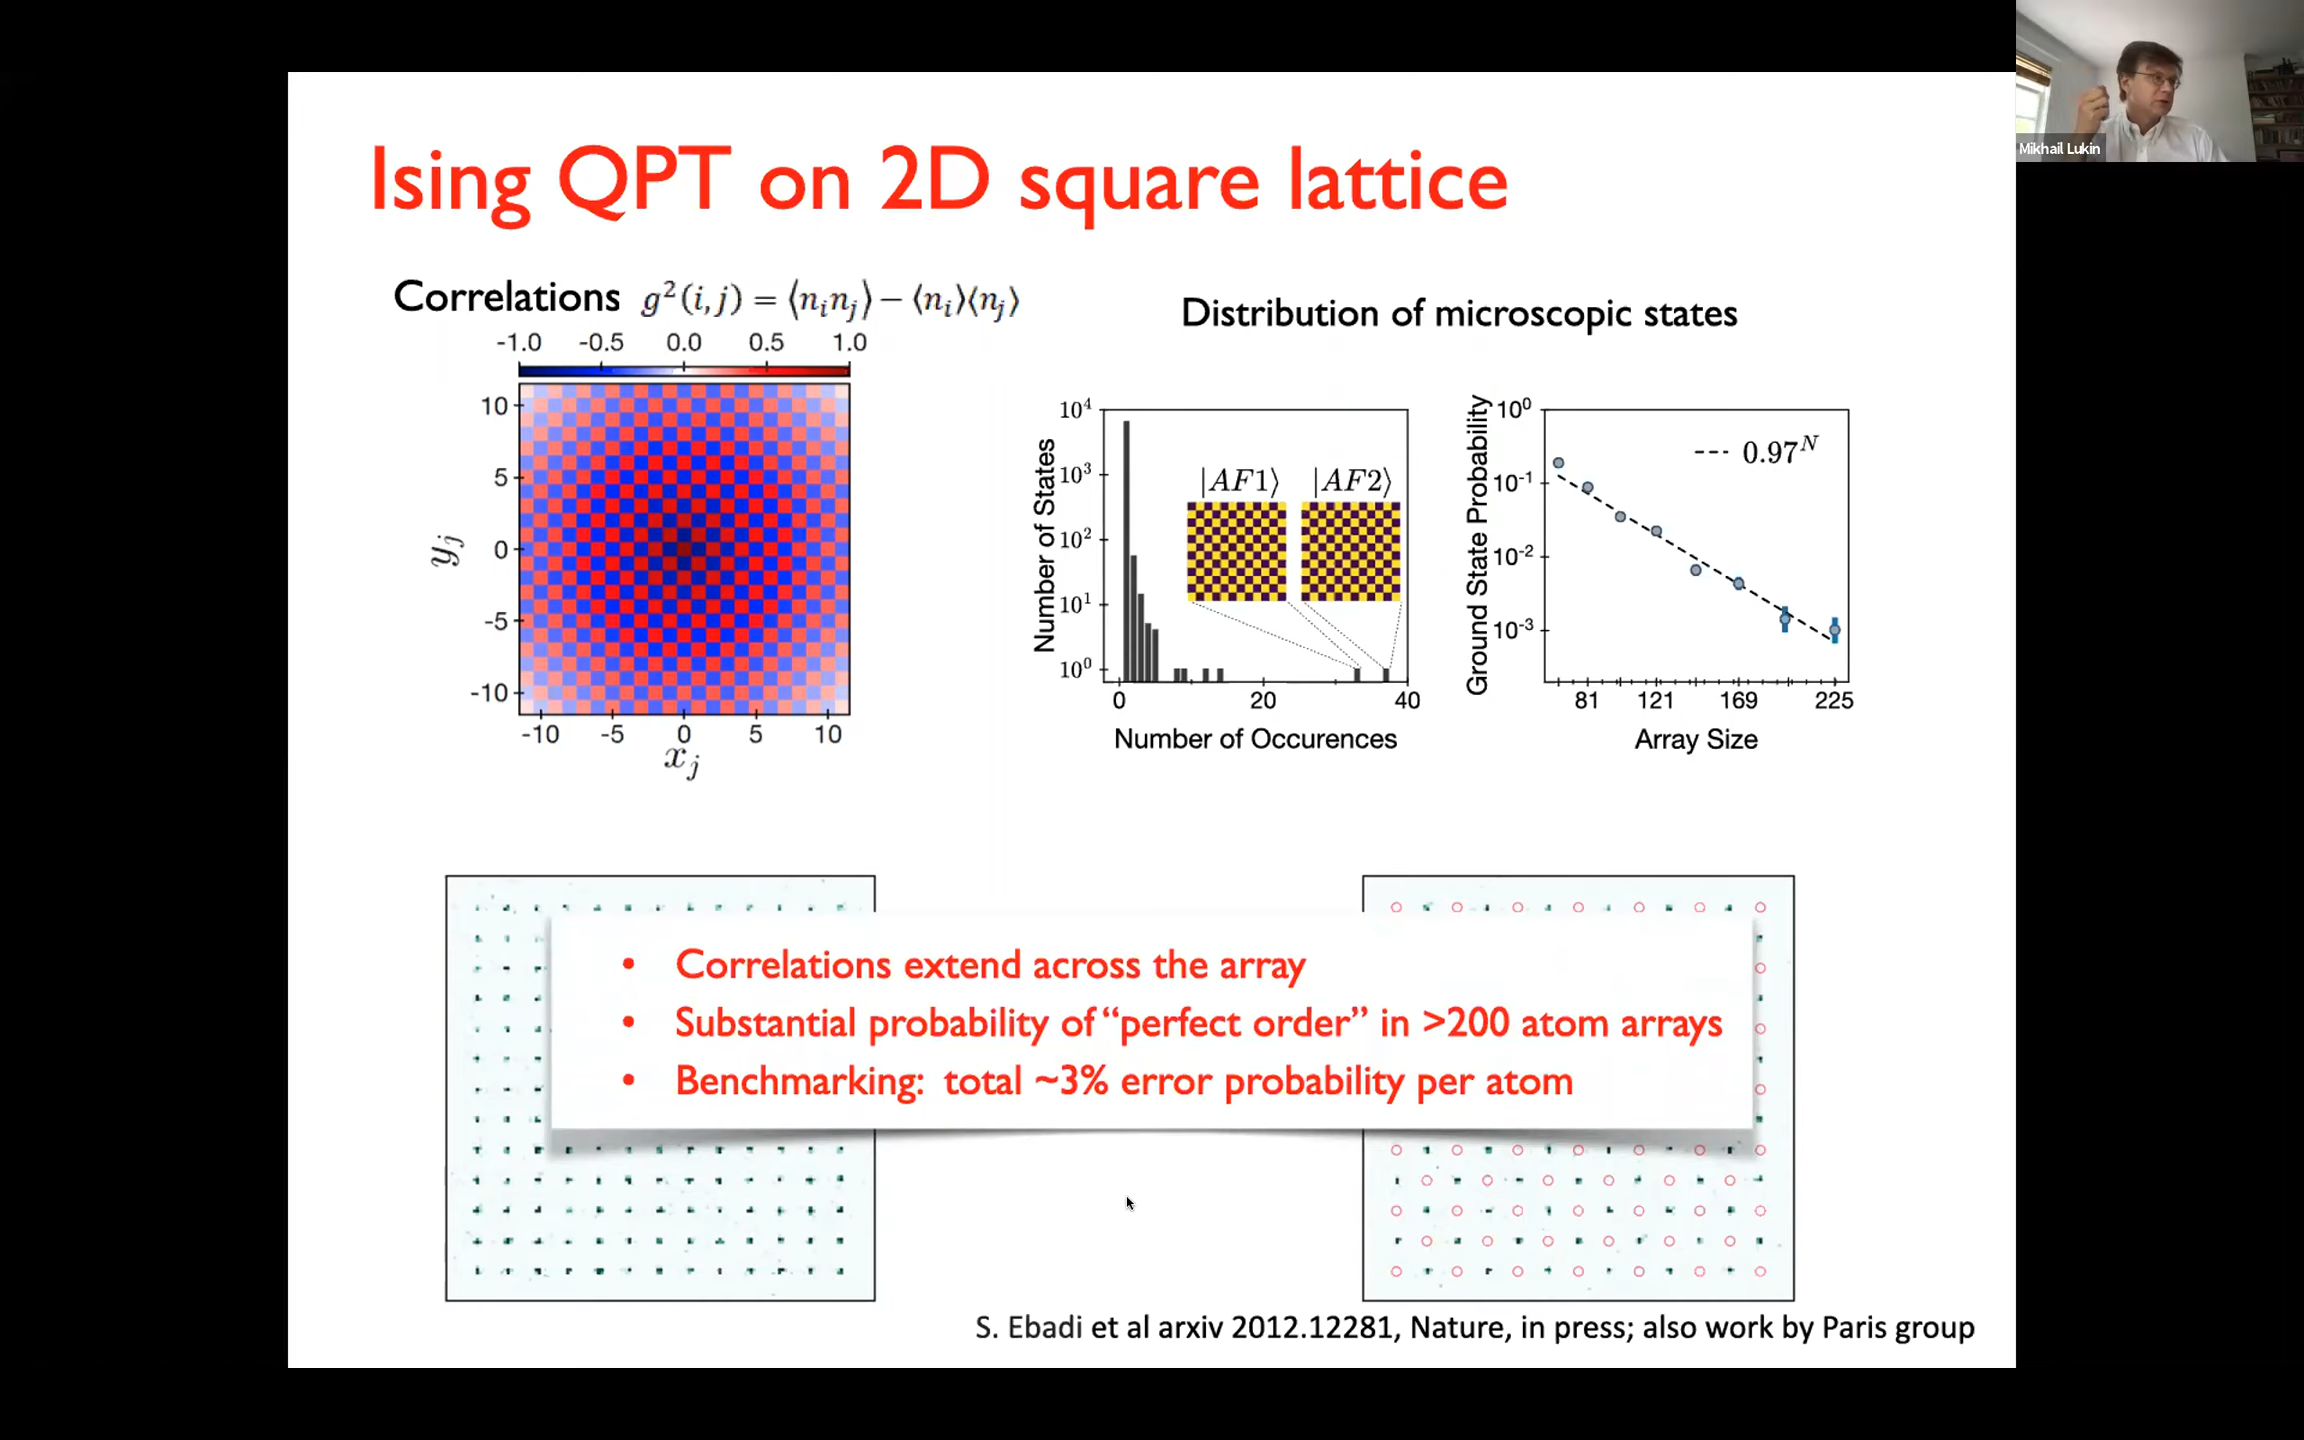 Mikhail Lukin
Ising QPT on 2D square lattice
Correlations g²(i,j) = ⟨nᵢnⱼ⟩ − ⟨nᵢ⟩⟨nⱼ⟩
-1.0 -0.5 0.0 0.5 1.0
10
5
0
-5
-10
yⱼ
-10 -5 0 5 10
xⱼ
Distribution of microscopic states
Number of States
10⁴
10³
10²
10¹
10⁰
|AF1⟩ |AF2⟩
0 20 40
Number of Occurences
Ground State Probability
10⁰
10⁻¹
10⁻²
10⁻³
--- 0.97ᴺ
81 121 169 225
Array Size
• Correlations extend across the array
• Substantial probability of “perfect order” in >200 atom arrays
• Benchmarking: total ~3% error probability per atom
S. Ebadi et al arxiv 2012.12281, Nature, in press; also work by Paris group